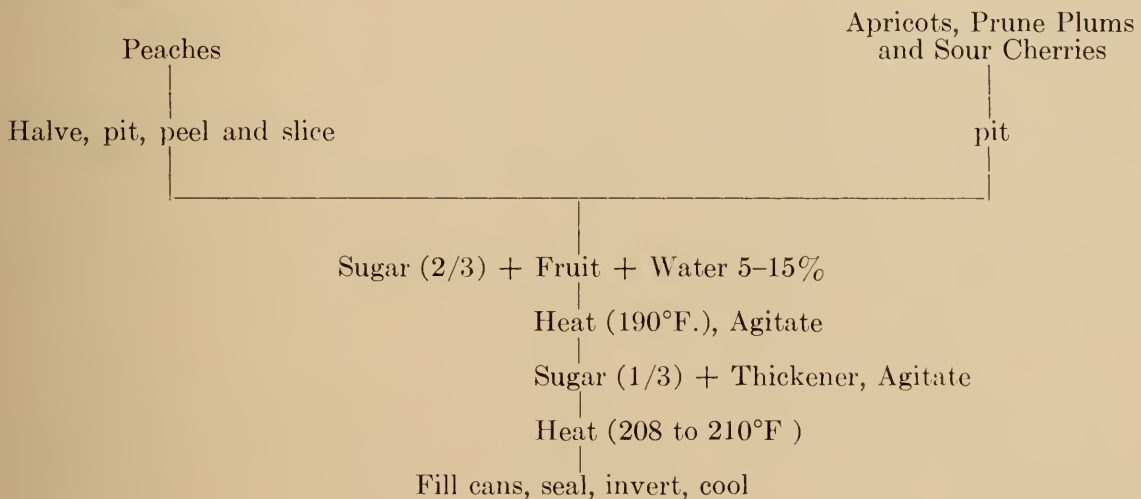 Peaches
Apricots, Prune Plums
and Sour Cherries
Halve, pit, peel and slice
pit
Sugar (2/3) + Fruit + Water 5–15%
Heat (190°F.), Agitate
Sugar (1/3) + Thickener, Agitate
Heat (208 to 210°F )
Fill cans, seal, invert, cool